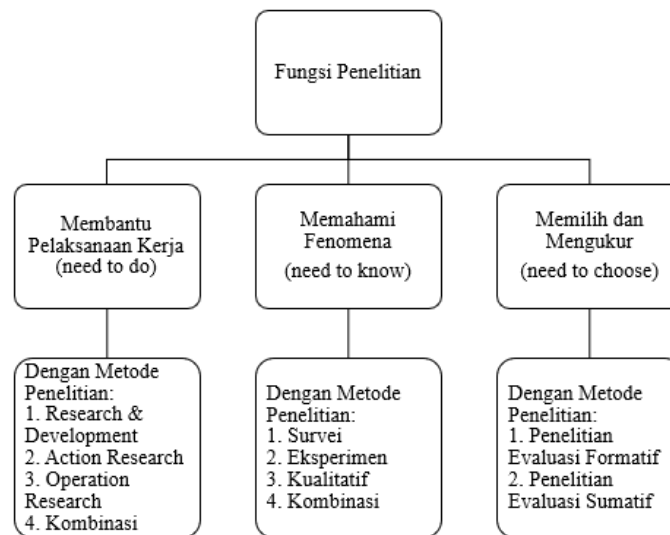 Fungsi Penelitian
Membantu
Pelaksanaan Kerja
(need to do)
Memahami
Fenomena
(need to know)
Memilih dan
Mengukur
(need to choose)
Dengan Metode
Penelitian:
1. Research &
Development
2. Action Research
3. Operation
Research
4. Kombinasi
Dengan Metode
Penelitian:
1. Survei
2. Eksperimen
3. Kualitatif
4. Kombinasi
Dengan Metode
Penelitian:
1. Penelitian
Evaluasi Formatif
2. Penelitian
Evaluasi Sumatif